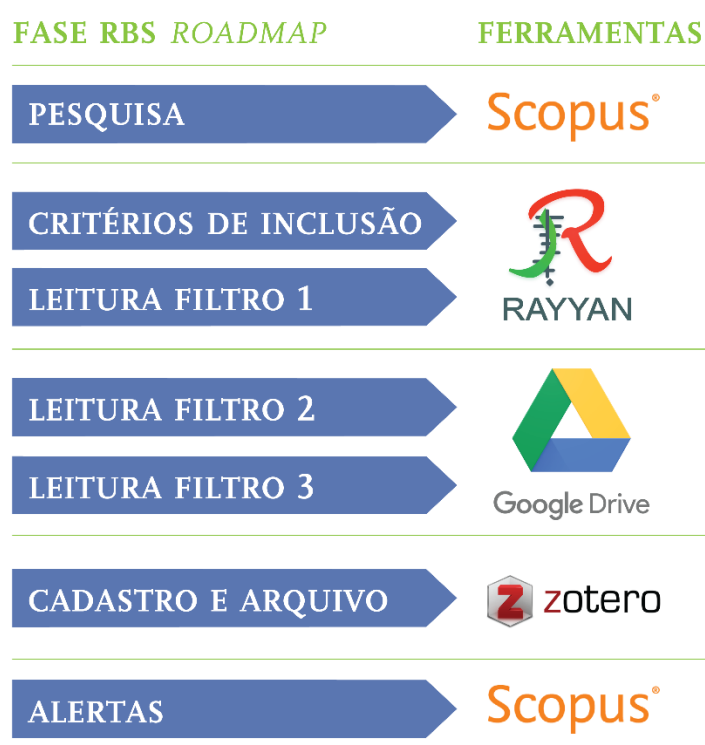 FASE RBS ROADMAP FERRAMENTAS
PESQUISA Scopus®
CRITÉRIOS DE INCLUSÃO
LEITURA FILTRO 1
RAYYAN
LEITURA FILTRO 2
LEITURA FILTRO 3
Google Drive
CADASTRO E ARQUIVO zotero
ALERTAS Scopus®